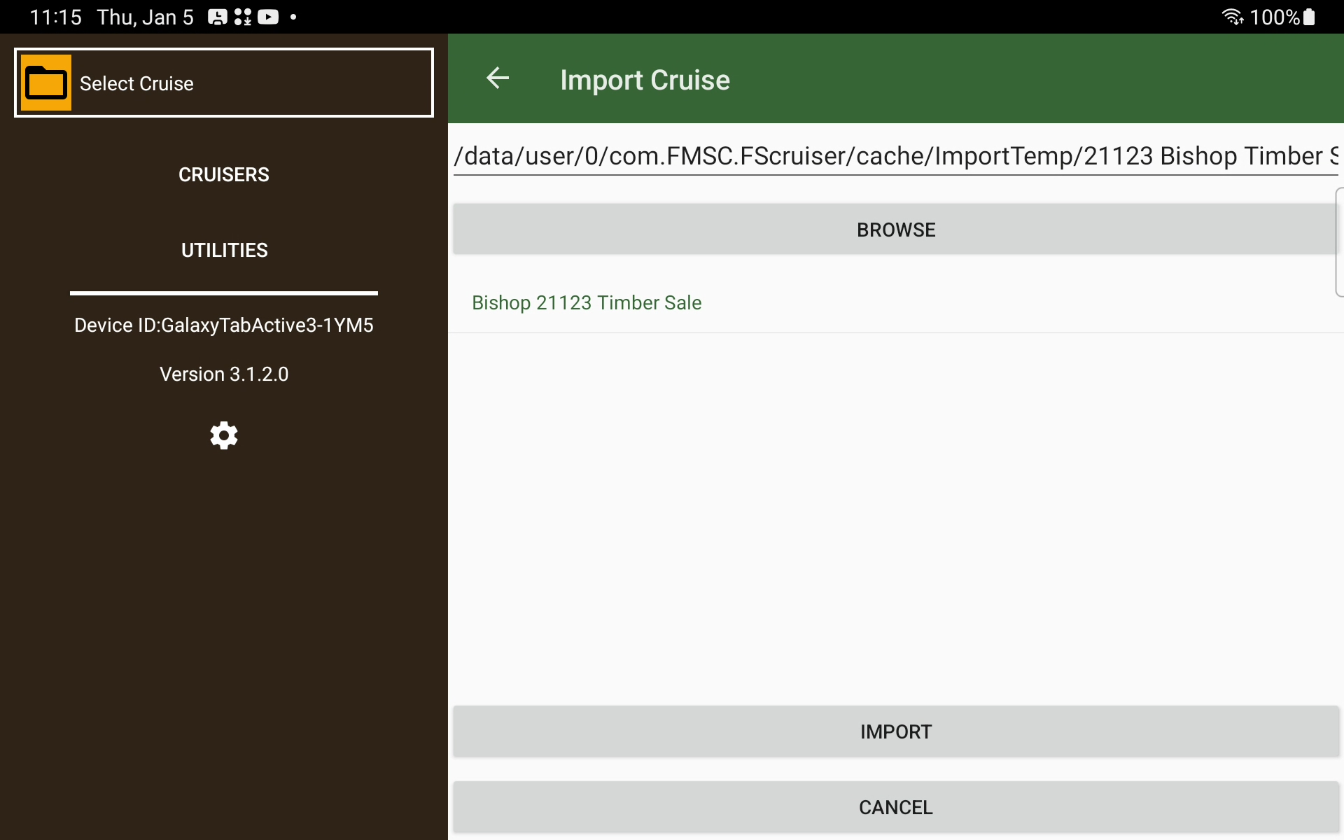 11:15 Thu, Jan 5
100%
Select Cruise
CRUISERS
UTILITIES
Device ID:GalaxyTabActive3-1YM5
Version 3.1.2.0
Import Cruise
/data/user/0/com.FMSC.FScruiser/cache/ImportTemp/21123 Bishop Timber S
BROWSE
Bishop 21123 Timber Sale
IMPORT
CANCEL